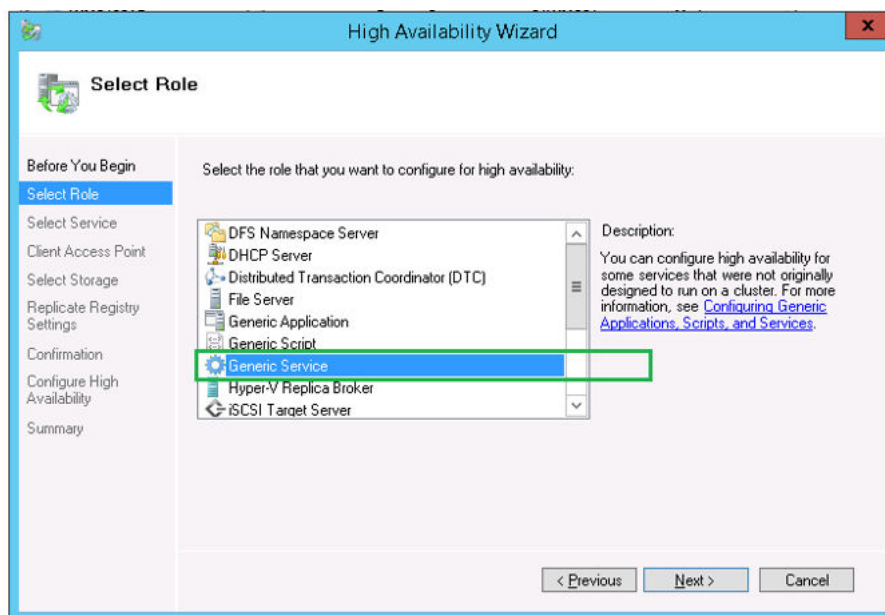 High Availability Wizard
x
Select Role
Before You Begin
Select Role
Select Service
Client Access Point
Select Storage
Replicate Registry
Settings
Confirmation
Configure High
Availability
Summary
Select the role that you want to configure for high availability:
DFS Namespace Server
DHCP Server
Distributed Transaction Coordinator (DTC)
File Server
Generic Application
Generic Script
Generic Service
Hyper-V Replica Broker
iSCSI Target Server
Description:
You can configure high availability for
some services that were not originally
designed to run on a cluster. For more
information, see Configuring Generic
Applications, Scripts, and Services.
< Previous
Next >
Cancel